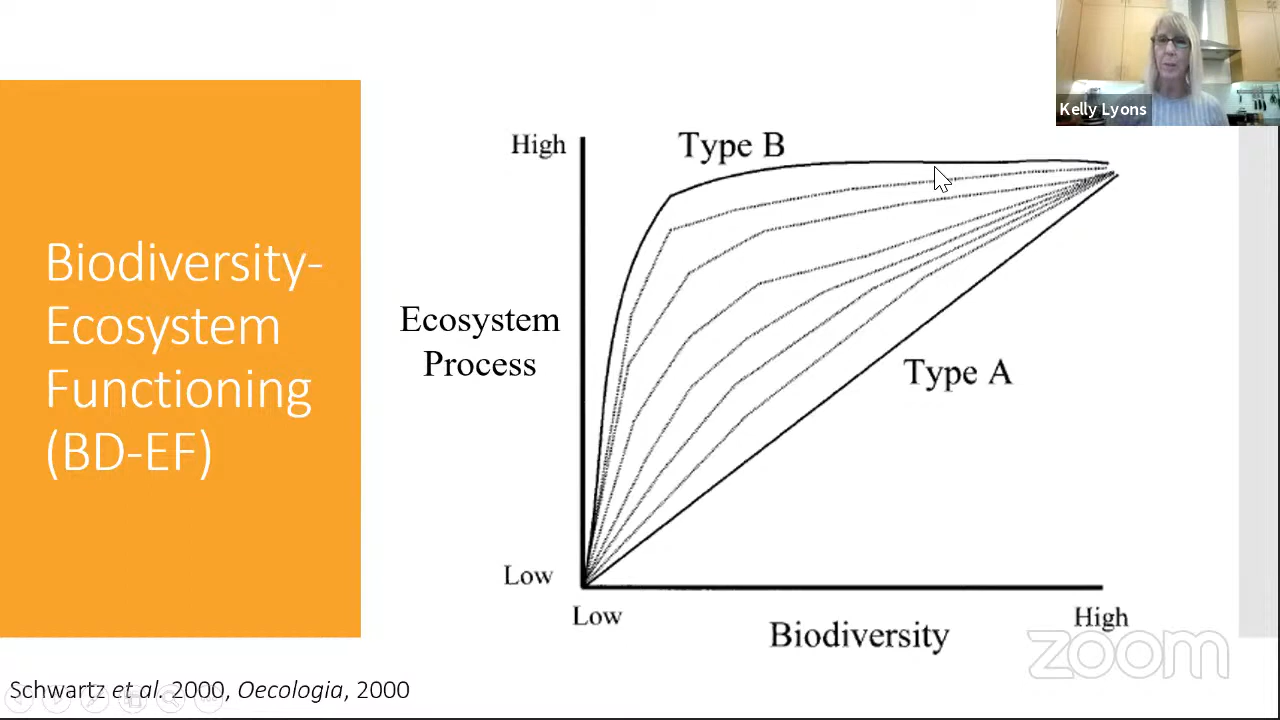 Kelly Lyons
Biodiversity-
Ecosystem
Functioning
(BD-EF)
High
Type B
Ecosystem
Process
Type A
Low
Low
High
Biodiversity
zoom
Schwartz et al. 2000, Oecologia, 2000